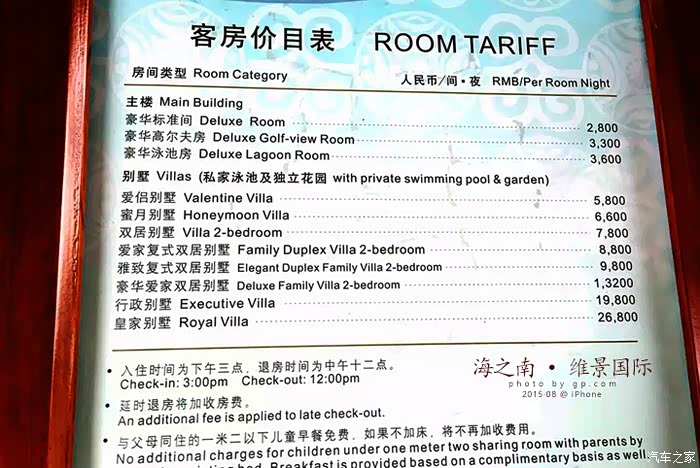 客房价目表 ROOM TARIFF
房间类型 Room Category 人民币/间·夜 RMB/Per Room Night
主楼 Main Building
豪华标准间 Deluxe Room 2,800
豪华高尔夫房 Deluxe Golf-view Room 3,300
豪华泳池房 Deluxe Lagoon Room 3,600
别墅 Villas (私家泳池及独立花园 with private swimming pool & garden)
爱侣别墅 Valentine Villa 5,800
蜜月别墅 Honeymoon Villa 6,600
双居别墅 Villa 2-bedroom 7,800
爱家复式双居别墅 Family Duplex Villa 2-bedroom 8,800
雅致复式双居别墅 Elegant Duplex Family Villa 2-bedroom 9,800
豪华爱家双居别墅 Deluxe Family Villa 2-bedroom 1,3200
行政别墅 Executive Villa 19,800
皇家别墅 Royal Villa 26,800
• 入住时间为下午三点，退房时间为中午十二点。
Check-in: 3:00pm Check-out: 12:00pm
• 延时退房将加收房费。
An additional fee is applied to late check-out.
• 与父母同住的一米二以下儿童早餐免费，如果不加床，将不再加收费用。
No additional charges for children under one meter two sharing room with parents by
bed. Breakfast is provided based on a complimentary basis as well
海之南·维景国际
photo by gp.com
2015·08 @ iPhone
汽车之家